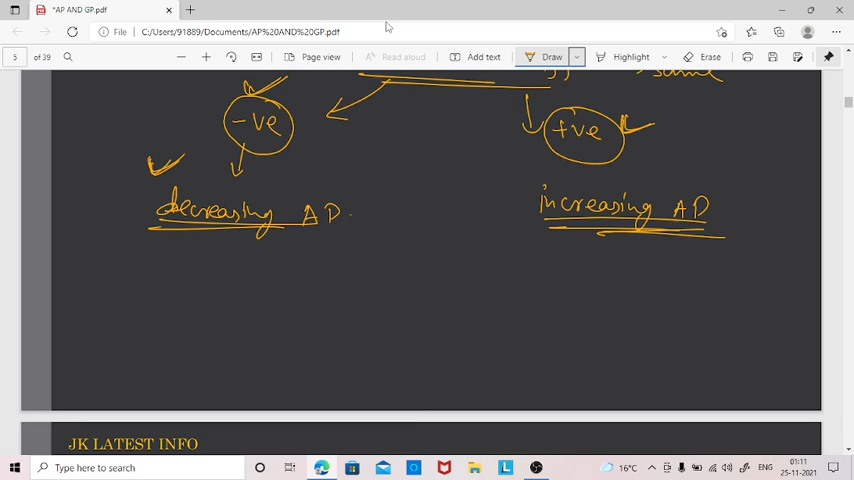 *AP AND GP.pdf
File
C:/Users/91889/Documents/AP%20AND%20GP.pdf
5 of 39
Page view
Read aloud
Add text
Draw
Highlight
Erase
same
-ve
+ve
decreasing AP.
increasing AP
JK LATEST INFO
Type here to search
16°C
ENG
01:11
25-11-2021